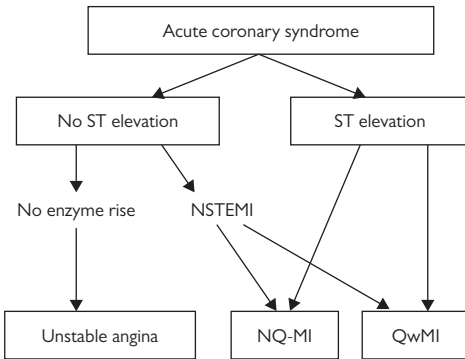 Acute coronary syndrome
No ST elevation
ST elevation
No enzyme rise
NSTEMI
Unstable angina
NQ-MI
QwMI